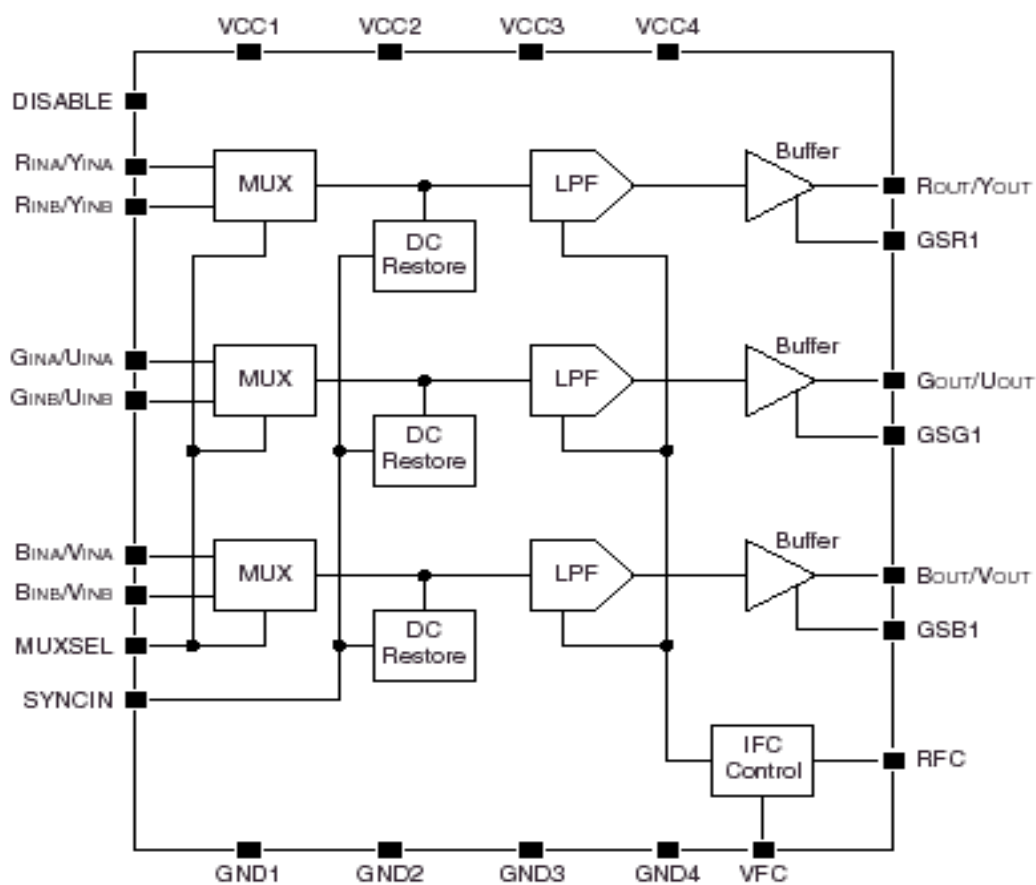 VCC1 VCC2 VCC3 VCC4
DISABLE
RINA/YINA
RINB/YINB
MUX
LPF
Buffer
ROUT/YOUT
DC
Restore
GSR1
GINA/UINA
GINB/UINB
MUX
LPF
Buffer
GOUT/UOUT
DC
Restore
GSG1
BINA/VINA
BINB/VINB
MUX
LPF
Buffer
BOUT/VOUT
DC
Restore
GSB1
MUXSEL
SYNCIN
IFC
Control
RFC
GND1 GND2 GND3 GND4 VFC